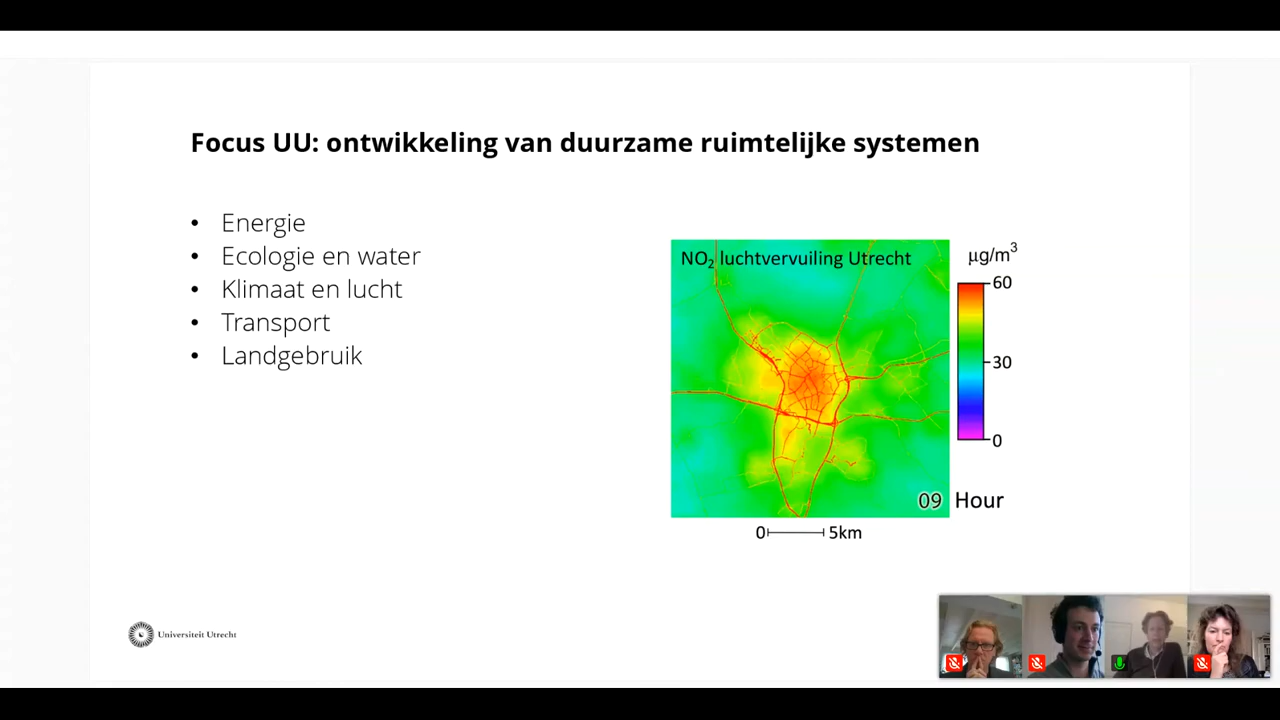 Focus UU: ontwikkeling van duurzame ruimtelijke systemen
• Energie
• Ecologie en water
• Klimaat en lucht
• Transport
• Landgebruik
NO₂ luchtvervuiling Utrecht
µg/m³
60
30
0
09 Hour
0 5km
Universiteit Utrecht